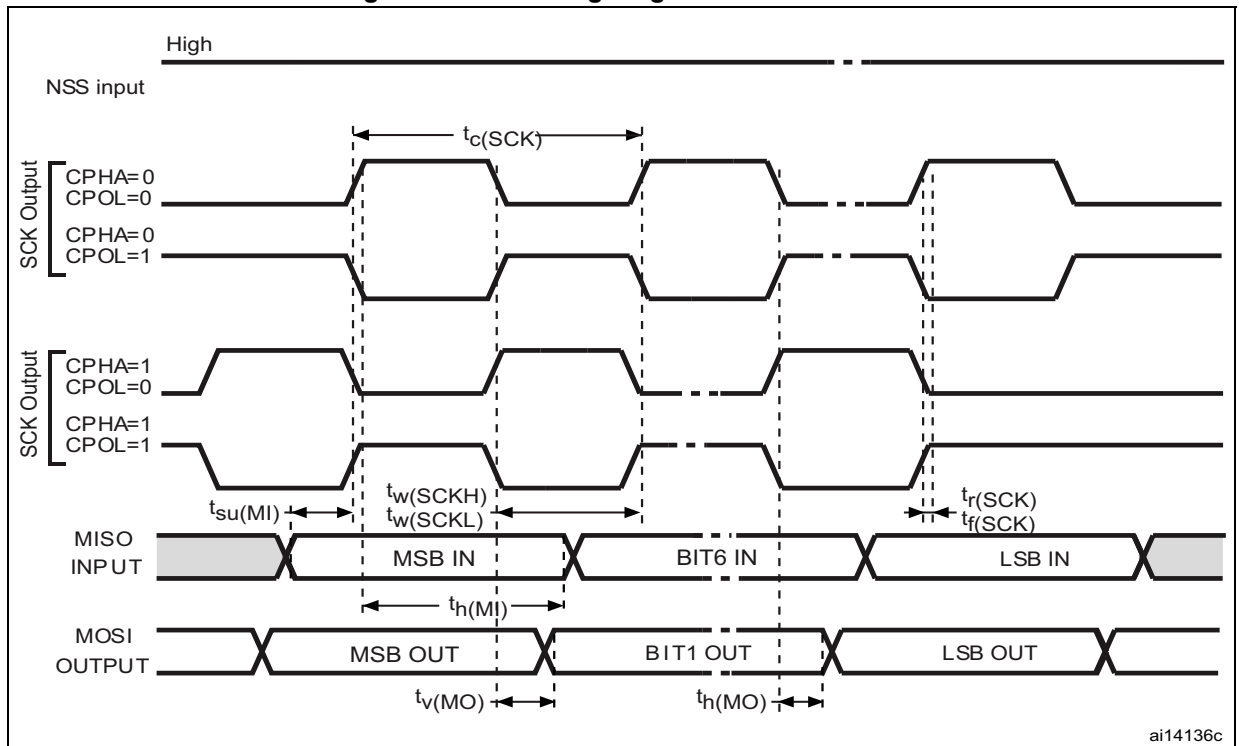 High
NSS input
tc(SCK)
SCK Output
CPHA=0
CPOL=0
CPHA=0
CPOL=1
SCK Output
CPHA=1
CPOL=0
CPHA=1
CPOL=1
tsu(MI)
tw(SCKH)
tw(SCKL)
tr(SCK)
tf(SCK)
MISO
INPUT
MSB IN
BIT6 IN
LSB IN
th(MI)
MOSI
OUTPUT
MSB OUT
BIT1 OUT
LSB OUT
tv(MO)
th(MO)
ai14136c